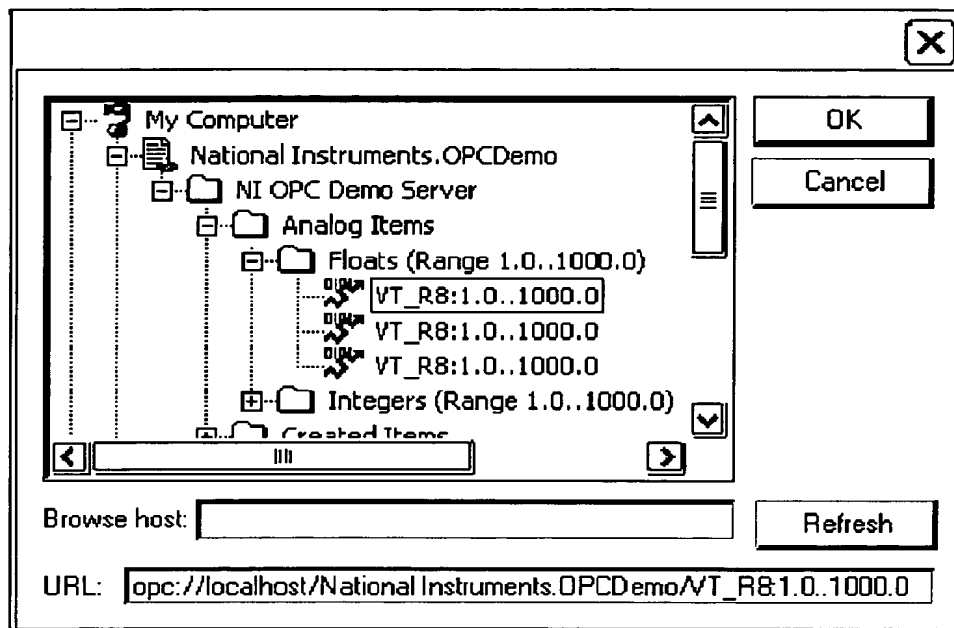 My Computer
National Instruments.OPCDemo
NI OPC Demo Server
Analog Items
Floats (Range 1.0..1000.0)
VT_R8:1.0..1000.0
VT_R8:1.0..1000.0
VT_R8:1.0..1000.0
Integers (Range 1.0..1000.0)
Created Items
OK
Cancel
Browse host:
Refresh
URL: opc://localhost/National Instruments.OPCDemo/VT_R8:1.0..1000.0